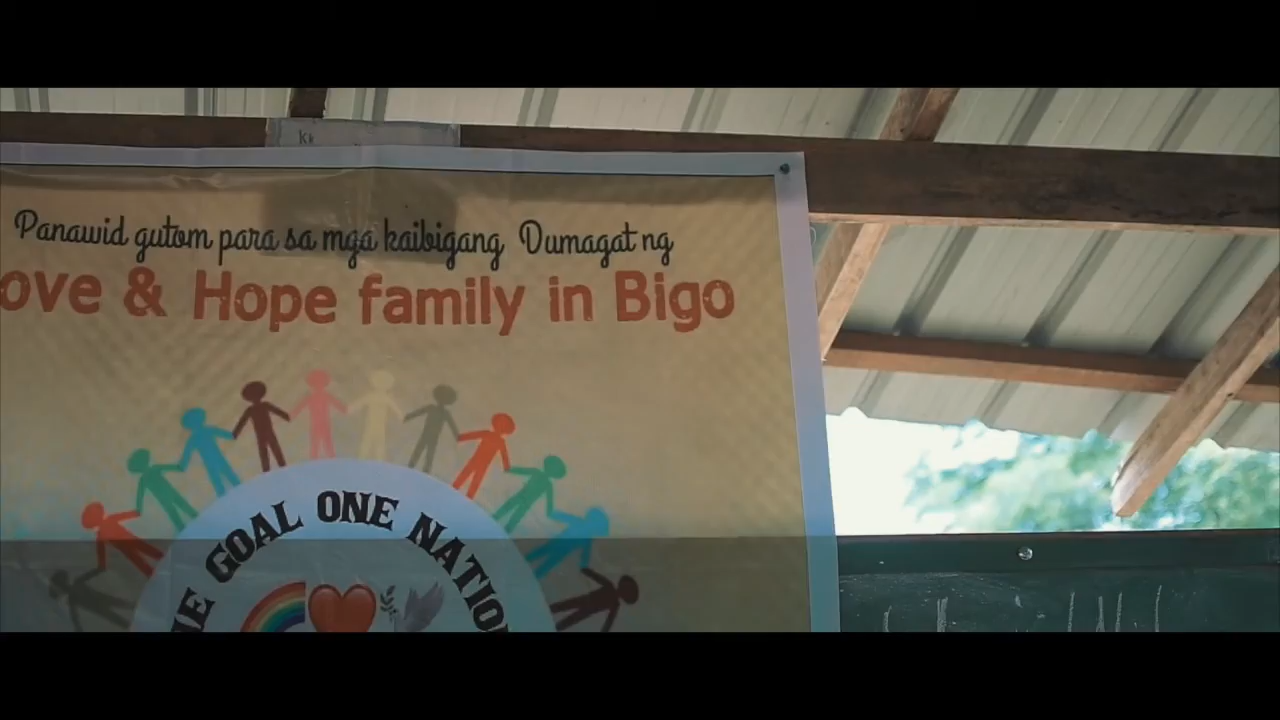 Panawid gutom para sa mga kaibigang Dumagat ng
ove & Hope family in Bigo
GOAL ONE NATIO